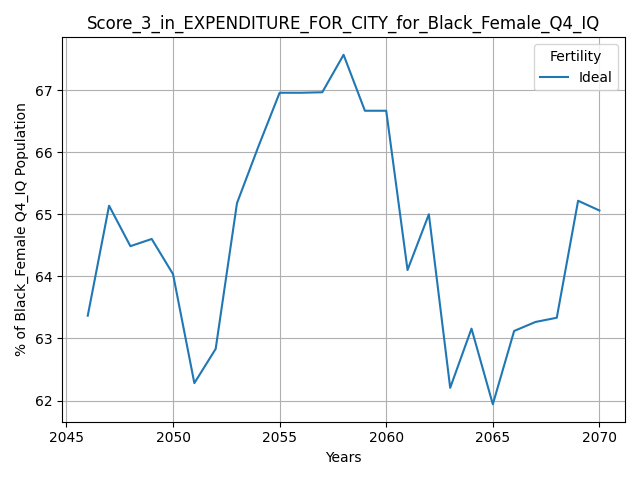 Score_3_in_EXPENDITURE_FOR_CITY_for_Black_Female_Q4_IQ
Fertility
Ideal
% of Black_Female Q4_IQ Population
67
66
65
64
63
62
2045 2050 2055 2060 2065 2070
Years